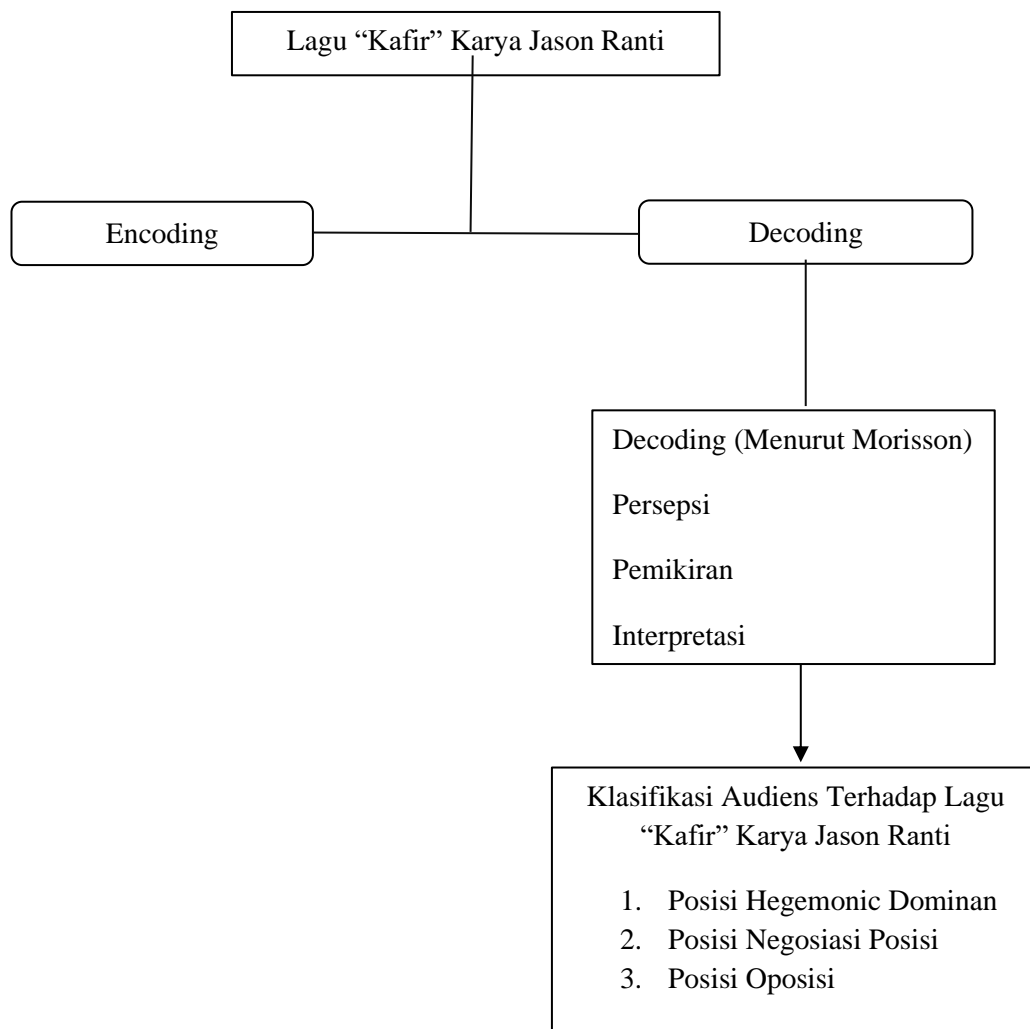 Lagu “Kafir” Karya Jason Ranti
Encoding
Decoding
Decoding (Menurut Morisson)
Persepsi
Pemikiran
Interpretasi
Klasifikasi Audiens Terhadap Lagu
“Kafir” Karya Jason Ranti
1. Posisi Hegemonic Dominan
2. Posisi Negosiasi Posisi
3. Posisi Oposisi